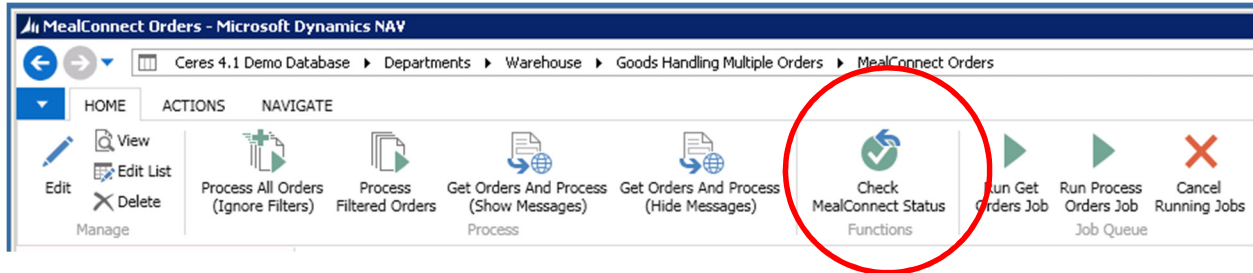 MealConnect Orders - Microsoft Dynamics NAV
Ceres 4.1 Demo Database ▸ Departments ▸ Warehouse ▸ Goods Handling Multiple Orders ▸ MealConnect Orders
HOME ACTIONS NAVIGATE
Edit
View
Edit List
Delete
Manage
Process All Orders
(Ignore Filters)
Process
Filtered Orders
Get Orders And Process
(Show Messages)
Get Orders And Process
(Hide Messages)
Process
Check
MealConnect Status
Functions
Run Get
Orders Job
Run Process
Orders Job
Cancel
Running Jobs
Job Queue